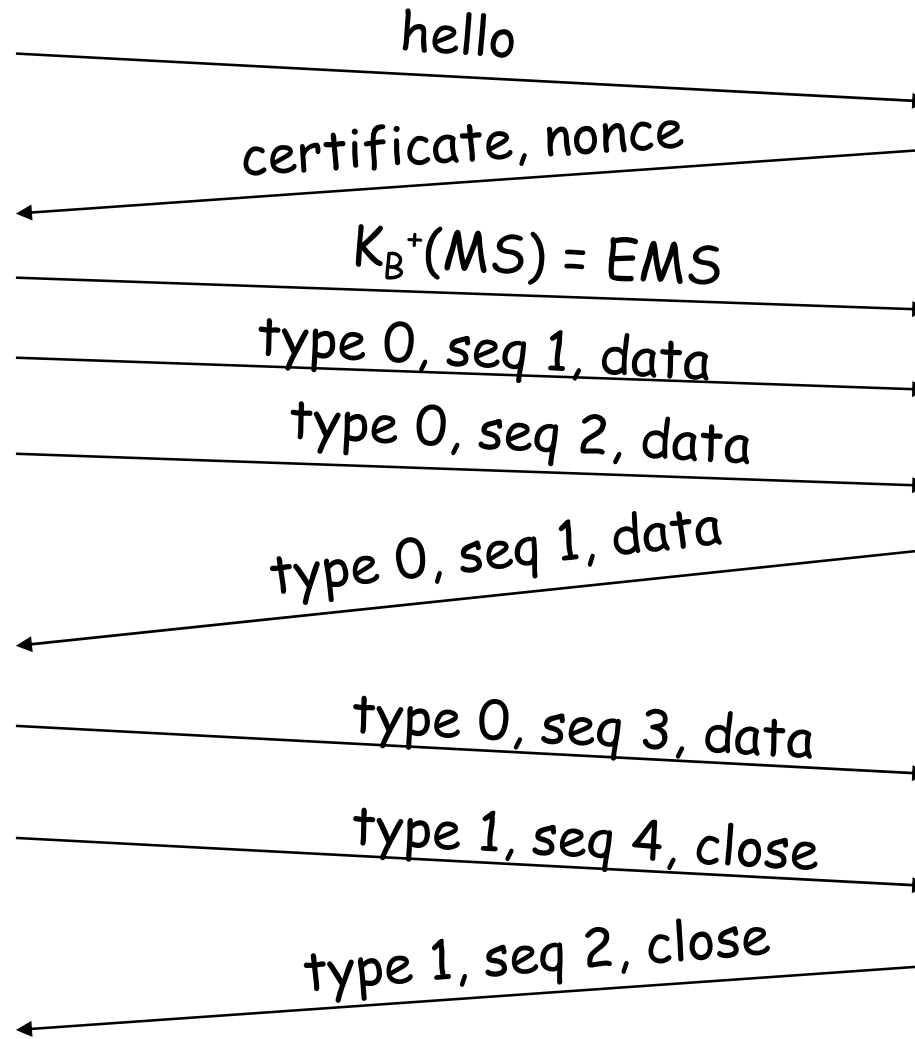 hello
certificate, nonce
K_B⁺(MS) = EMS
type 0, seq 1, data
type 0, seq 2, data
type 0, seq 1, data
type 0, seq 3, data
type 1, seq 4, close
type 1, seq 2, close